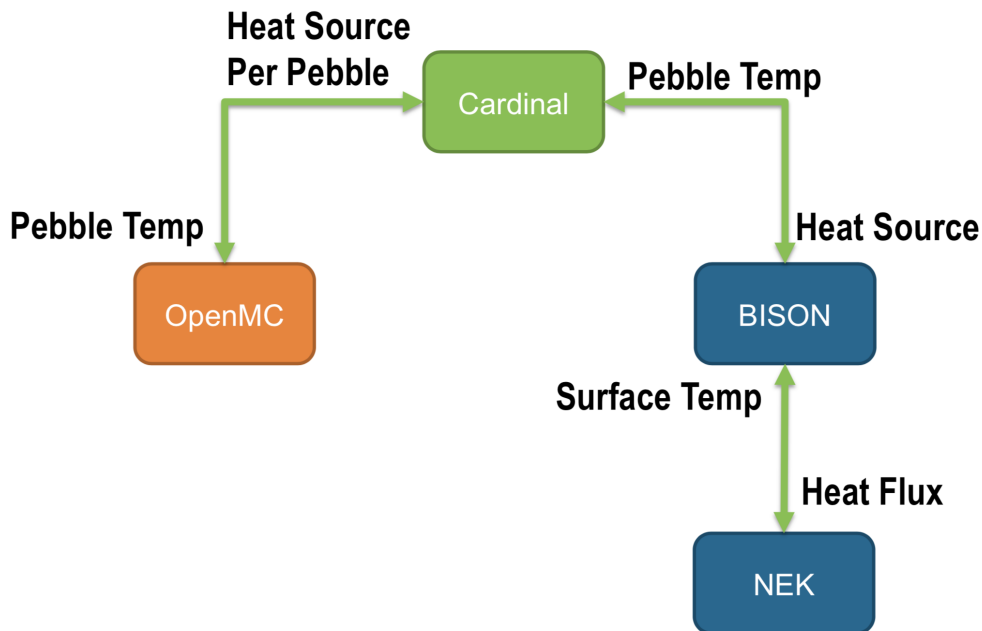 Heat Source
Per Pebble
Cardinal
Pebble Temp
Pebble Temp
Heat Source
OpenMC
BISON
Surface Temp
Heat Flux
NEK